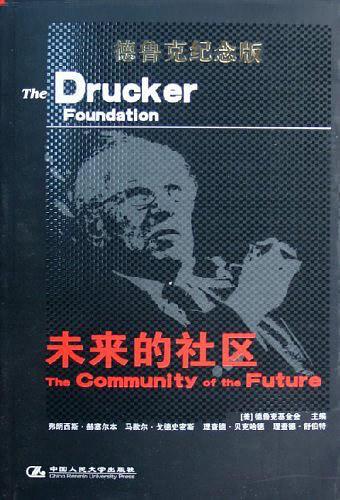 德鲁克纪念版
The Drucker
Foundation
未来的社区
The Community of the Future
[美] 德鲁克基金会 主编
弗朗西斯·赫塞尔本 马歇尔·戈德史密斯 理查德·贝克哈德 理查德·舒伯特
中国人民大学出版社
China Renmin University Press